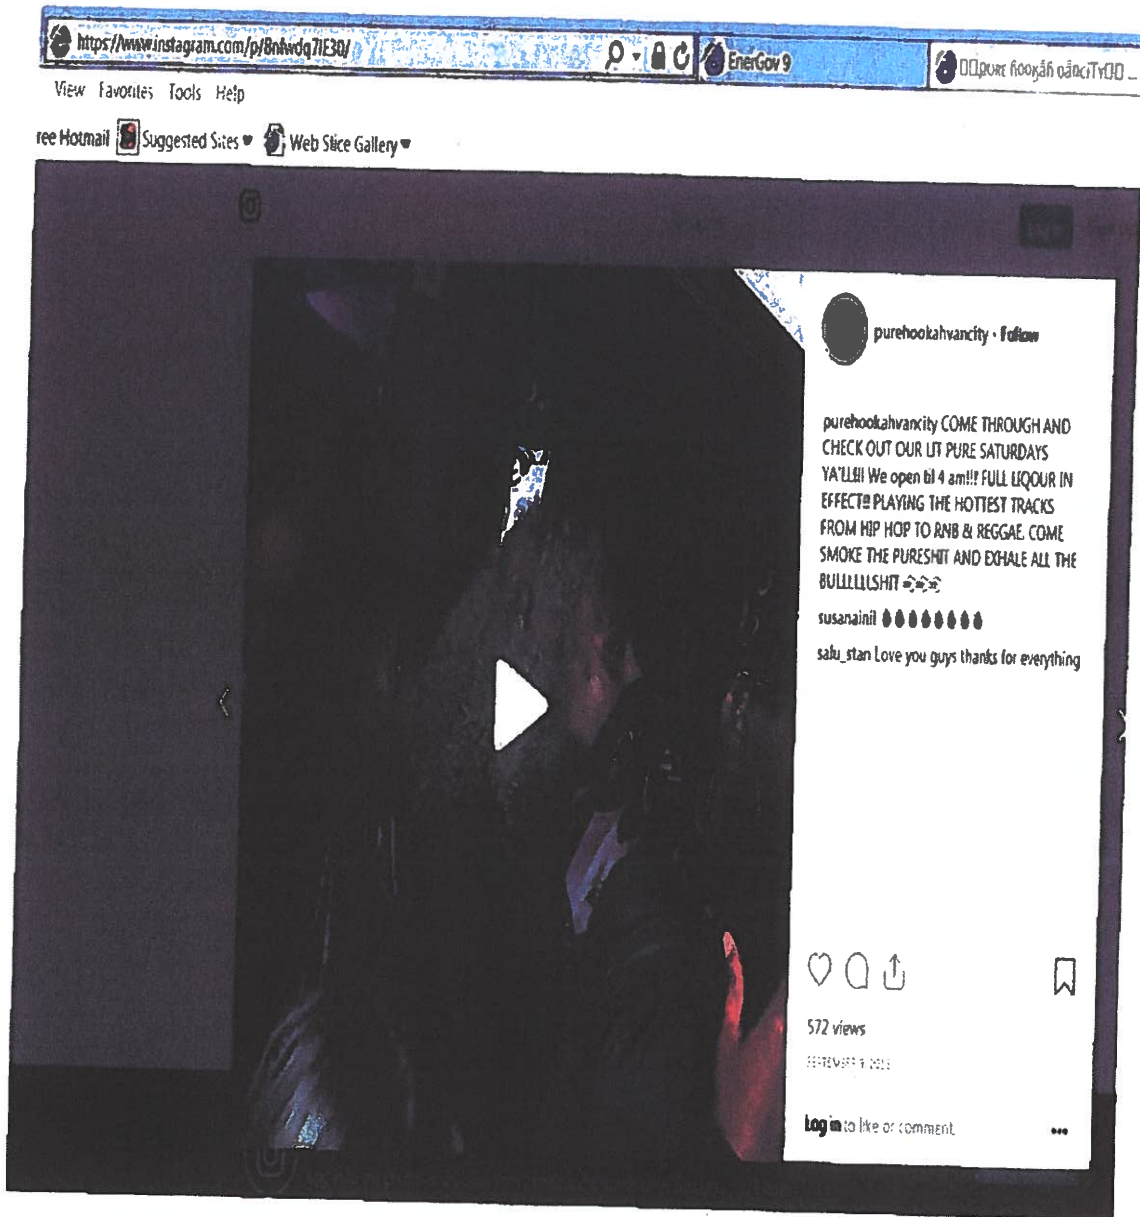 https://www.instagram.com/p/Bnlwdq7lE30/
EnerGov 9
View Favorites Tools Help
ree Hotmail Suggested Sites Web Slice Gallery
purehookahvancity • Follow
purehookahvancity COME THROUGH AND
CHECK OUT OUR LIT PURE SATURDAYS
YA'LL!!! We open til 4 am!!! FULL LIQOUR IN
EFFECT!! PLAYING THE HOTTEST TRACKS
FROM HIP HOP TO RNB & REGGAE. COME
SMOKE THE PURESHIT AND EXHALE ALL THE
BULLLLLSHIT
susanainil
salu_stan Love you guys thanks for everything
572 views
SEPTEMBER 9
Log in to like or comment.